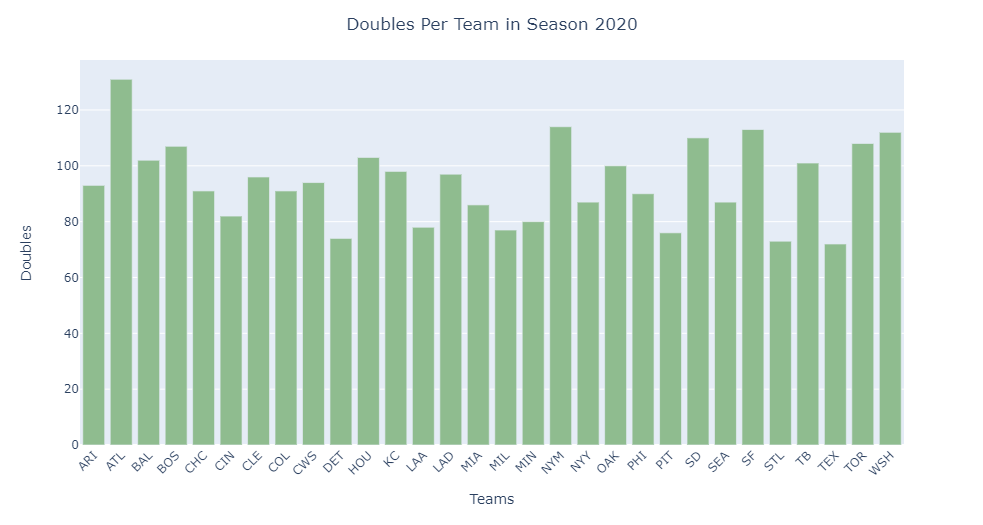 Doubles Per Team in Season 2020
Doubles
120
100
80
60
40
20
0
ARI ATL BAL BOS CHC CIN CLE COL CWS DET HOU KC LAA LAD MIA MIL MIN NYM NYY OAK PHI PIT SD SEA SF STL TB TEX TOR WSH
Teams